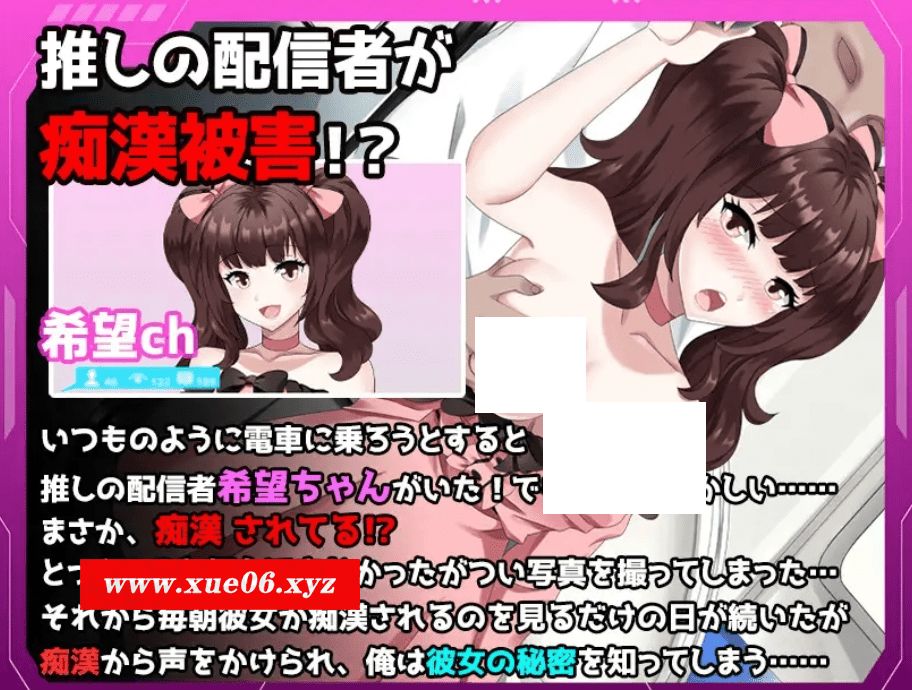 推しの配信者が
痴漢被害!?
希望ch
46 522 588
いつものように電車に乗ろうとすると
推しの配信者希望ちゃんがいた!で しい……
まさか、痴漢 されてる!?
と かったがつい写真を撮ってしまった…
www.xue06.xyz
それから毎朝彼女が痴漢されるのを見るだけの日が続いたが
痴漢から声をかけられ、俺は彼女の秘密を知ってしまう……